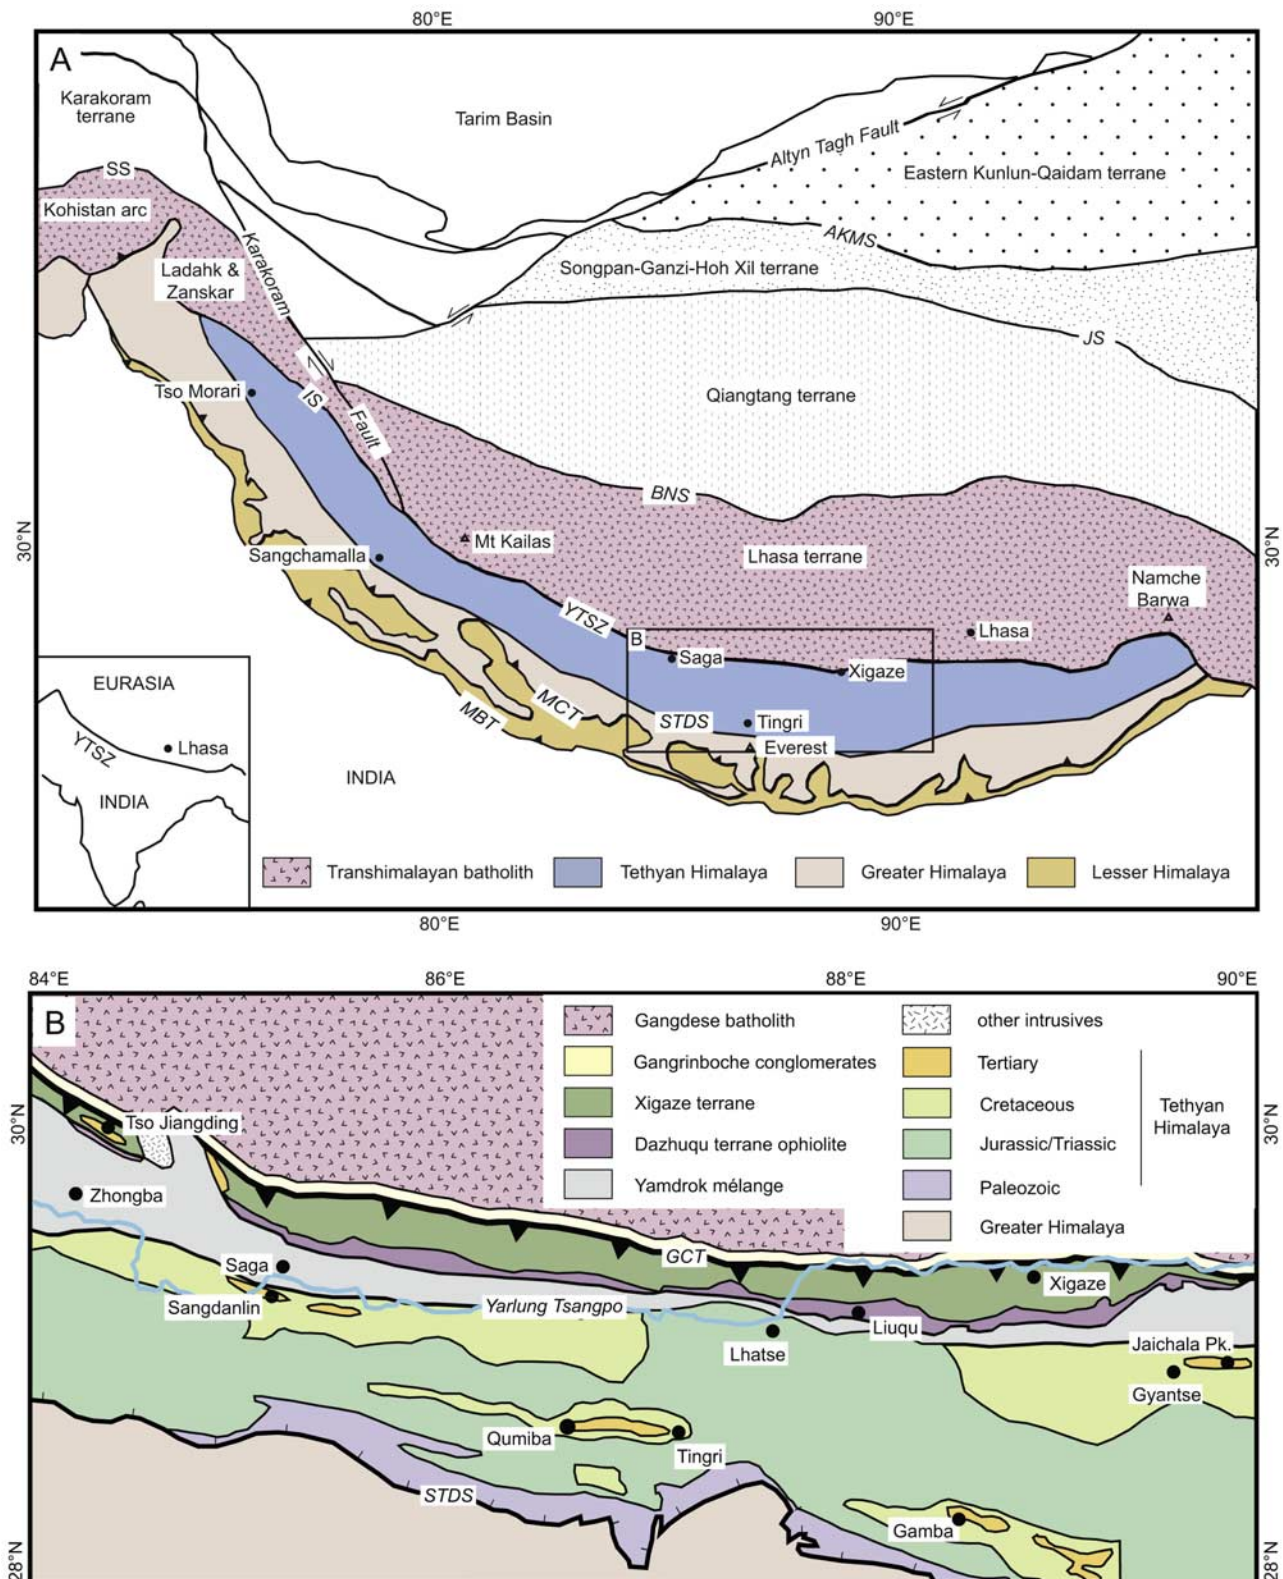 80°E
90°E
A
Karakoram
terrane
Tarim Basin
Altyn Tagh Fault
Eastern Kunlun-Qaidam terrane
SS
Kohistan arc
AKMS
Karakoram
Ladahk &
Zanskar
Songpan-Ganzi-Hoh Xil terrane
JS
Tso Morari
IS
Fault
Qiangtang terrane
BNS
30°N
30°N
Mt Kailas
Sangchamalla
Lhasa terrane
Namche
Barwa
YTSZ
B
Lhasa
Saga
Xigaze
MCT
MBT
STDS
Tingri
Everest
EURASIA
YTSZ
Lhasa
INDIA
INDIA
Transhimalayan batholith
Tethyan Himalaya
Greater Himalaya
Lesser Himalaya
80°E
90°E
84°E
86°E
88°E
90°E
B
Gangdese batholith
other intrusives
Gangrinboche conglomerates
Tertiary
Xigaze terrane
Cretaceous
Tethyan
Himalaya
Dazhuqu terrane ophiolite
Jurassic/Triassic
Yamdrok mélange
Paleozoic
Greater Himalaya
30°N
30°N
Tso Jiangding
Zhongba
GCT
Saga
Xigaze
Sangdanlin
Yarlung Tsangpo
Liuqu
Lhatse
Jaichala Pk.
Gyantse
Qumiba
Tingri
STDS
Gamba
28°N
28°N